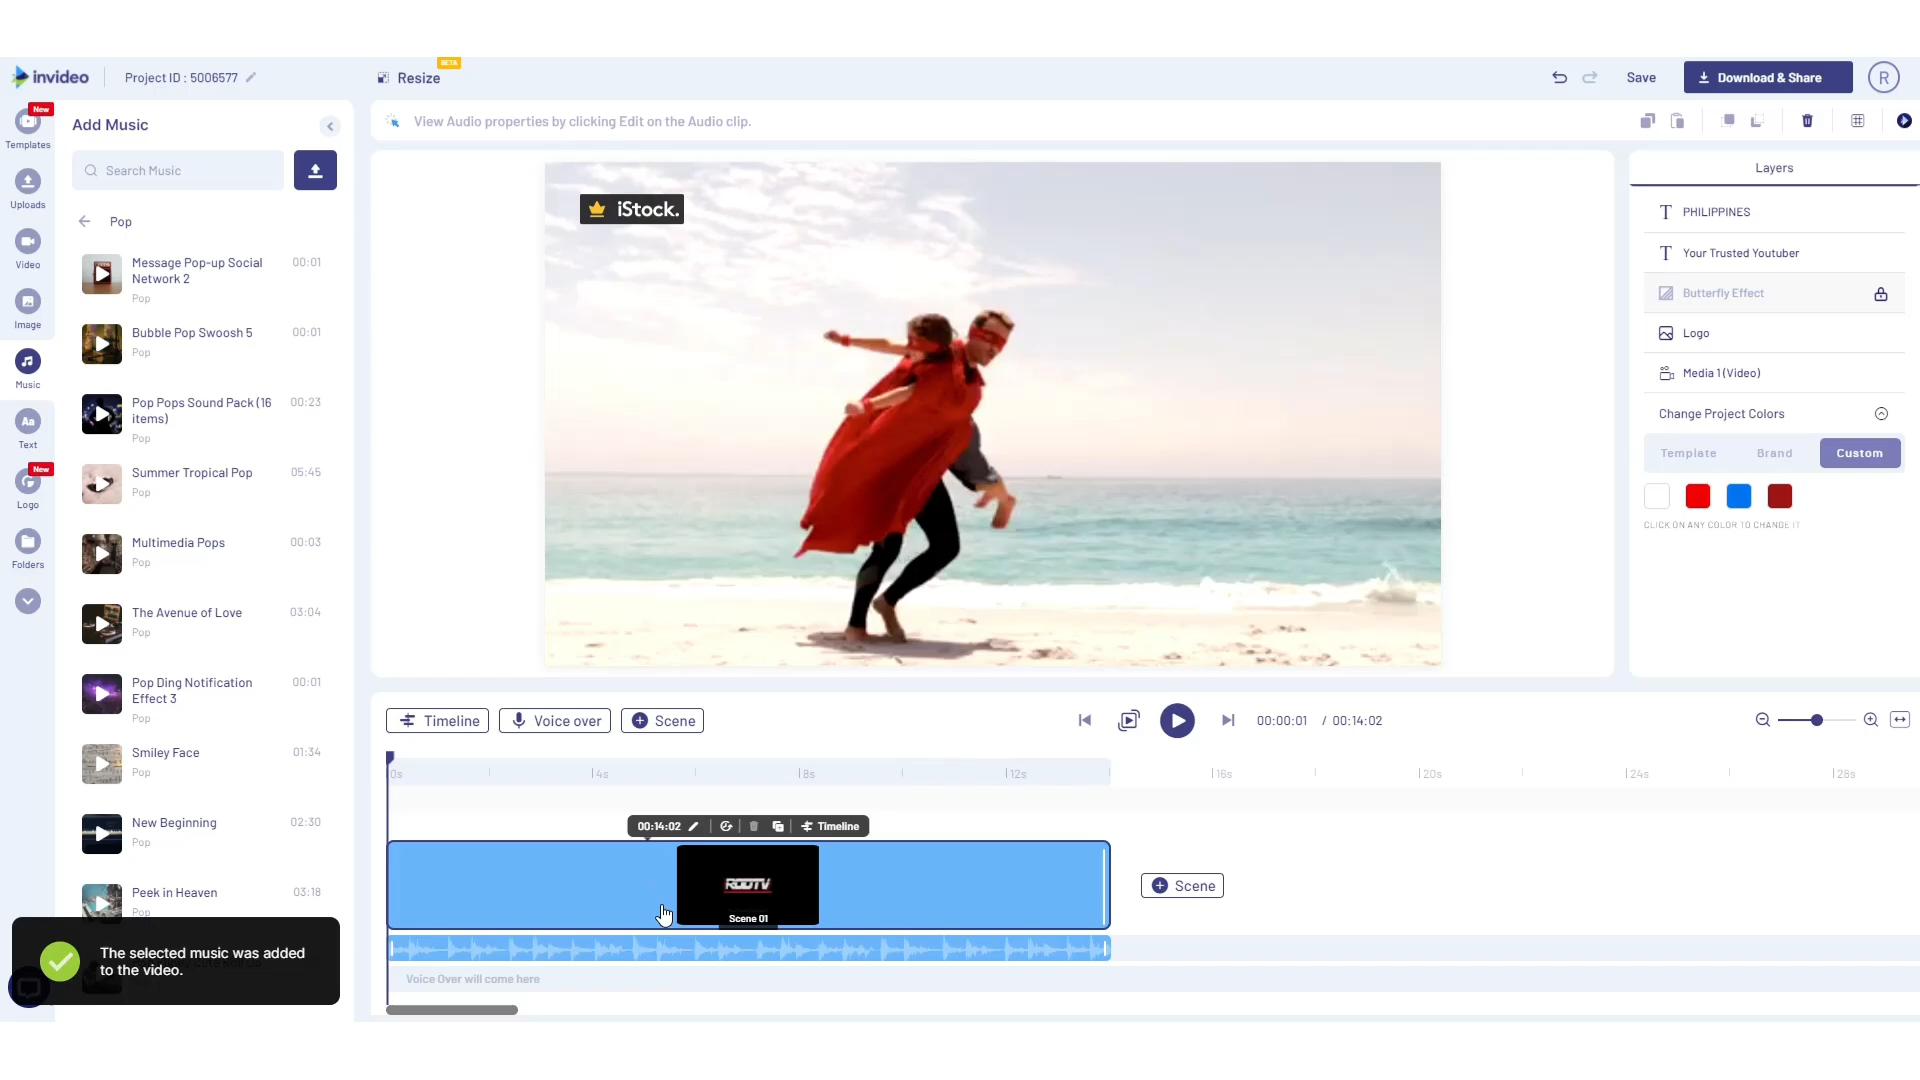 invideo
Project ID : 5006577
Resize
BETA
Save
Download & Share
R
New
Templates
Uploads
Video
Image
Music
Text
Aa
New
Logo
Folders
Add Music
Search Music
Pop
Message Pop-up Social
Network 2
00:01
Pop
Bubble Pop Swoosh 5
00:01
Pop
Pop Pops Sound Pack (16
items)
00:23
Pop
Summer Tropical Pop
05:45
Pop
Multimedia Pops
00:03
Pop
The Avenue of Love
03:04
Pop
Pop Ding Notification
Effect 3
00:01
Pop
Smiley Face
01:34
Pop
New Beginning
02:30
Pop
Peek in Heaven
03:18
Pop
The selected music was added
to the video.
View Audio properties by clicking Edit on the Audio clip.
iStock.
Layers
PHILIPPINES
Your Trusted Youtuber
Butterfly Effect
Logo
Media 1 (Video)
Change Project Colors
Template Brand Custom
CLICK ON ANY COLOR TO CHANGE IT
Timeline
Voice over
Scene
00:00:01 / 00:14:02
0s 4s 8s 12s 16s 20s 24s 28s
00:14:02
Timeline
RODTV
Scene 01
Scene
Voice Over will come here